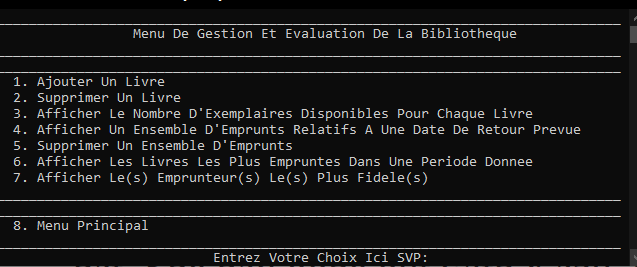 Menu De Gestion Et Evaluation De La Bibliotheque
1. Ajouter Un Livre
2. Supprimer Un Livre
3. Afficher Le Nombre D'Exemplaires Disponibles Pour Chaque Livre
4. Afficher Un Ensemble D'Emprunts Relatifs A Une Date De Retour Prevue
5. Supprimer Un Ensemble D'Emprunts
6. Afficher Les Livres Les Plus Empruntes Dans Une Periode Donnee
7. Afficher Le(s) Emprunteur(s) Le(s) Plus Fidele(s)
8. Menu Principal
Entrez Votre Choix Ici SVP: